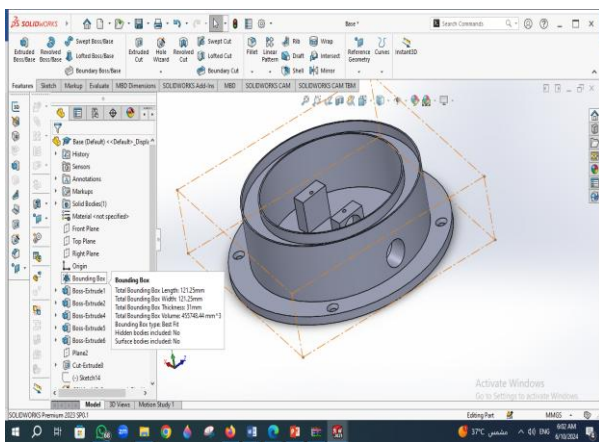 SOLIDWORKS
Base *
Search Commands
Extruded Boss/Base
Revolved Boss/Base
Swept Boss/Base
Lofted Boss/Base
Boundary Boss/Base
Extruded Cut
Hole Wizard
Revolved Cut
Swept Cut
Lofted Cut
Boundary Cut
Fillet
Linear Pattern
Rib
Draft
Shell
Wrap
Intersect
Mirror
Reference Geometry
Curves
Instant3D
Features Sketch Markup Evaluate MBD Dimensions SOLIDWORKS Add-Ins MBD SOLIDWORKS CAM SOLIDWORKS CAM TBM
Base (Default) <<Default>_Displa
History
Sensors
Annotations
Markups
Solid Bodies(1)
Material <not specified>
Front Plane
Top Plane
Right Plane
Origin
Bounding Box
Boss-Extrude1
Boss-Extrude2
Boss-Extrude4
Boss-Extrude5
Boss-Extrude6
Plane2
Cut-Extrude3
(-) Sketch14
Bounding Box
Total Bounding Box Length: 121.25mm
Total Bounding Box Width: 121.25mm
Total Bounding Box Thickness: 31mm
Total Bounding Box Volume: 455748.44 mm^3
Bounding Box type: Best Fit
Hidden bodies included: No
Surface bodies included: No
Activate Windows
Go to Settings to activate Windows.
Model 3D Views Motion Study 1
SOLIDWORKS Premium 2023 SP0.1
Editing Part
MMGS
37°C مشمس
ENG
6:02 AM
6/10/2024